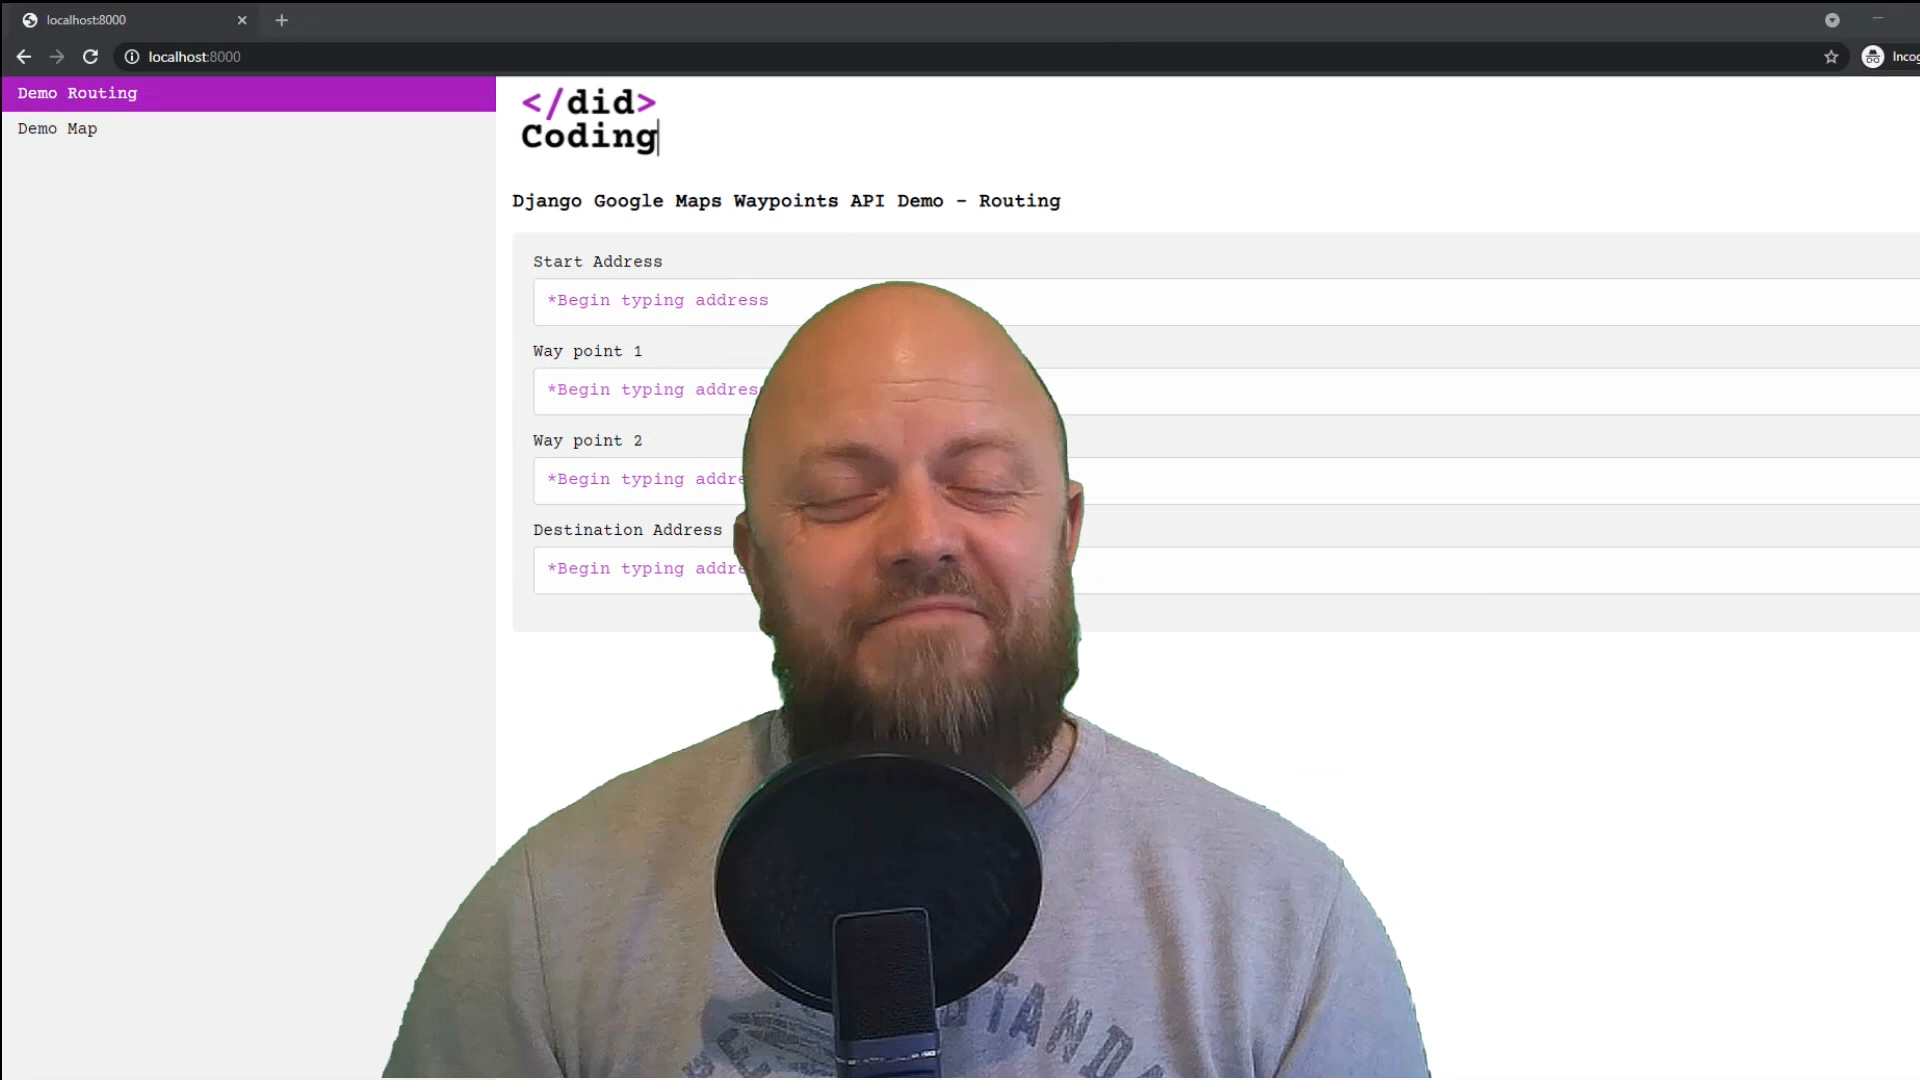 localhost:8000
localhost:8000
Demo Routing
Demo Map
</did>
Coding
Django Google Maps Waypoints API Demo - Routing
Start Address
*Begin typing address
Way point 1
*Begin typing
Way point 2
*Begin typing
Destination Address
*Begin typing